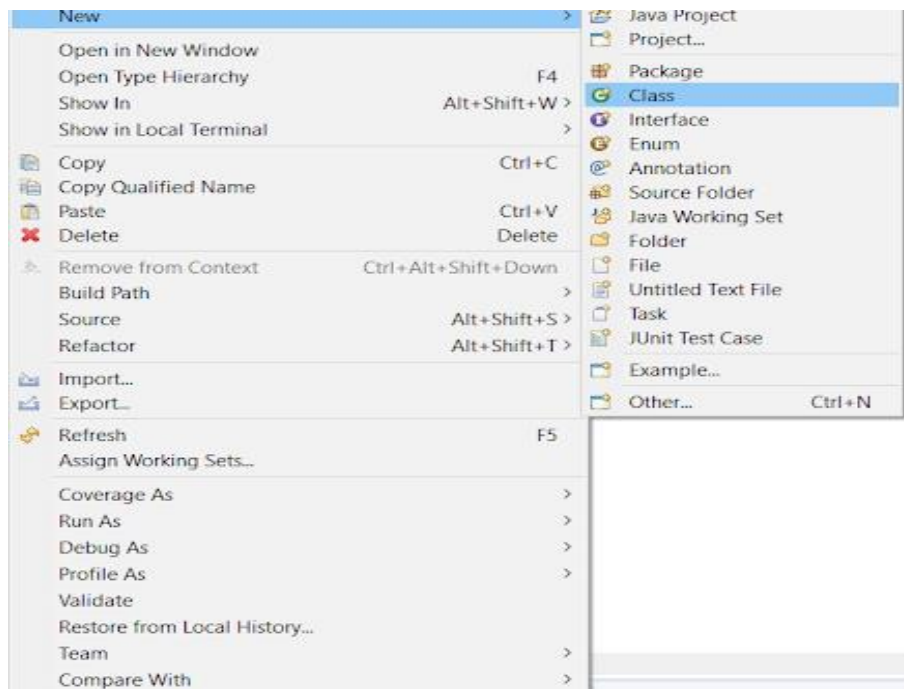 New >
Open in New Window
Open Type Hierarchy F4
Show In Alt+Shift+W >
Show in Local Terminal >
Copy Ctrl+C
Copy Qualified Name
Paste Ctrl+V
Delete Delete
Remove from Context Ctrl+Alt+Shift+Down
Build Path >
Source Alt+Shift+S >
Refactor Alt+Shift+T >
Import...
Export...
Refresh F5
Assign Working Sets...
Coverage As >
Run As >
Debug As >
Profile As >
Validate
Restore from Local History...
Team >
Compare With >
Java Project
Project...
Package
Class
Interface
Enum
Annotation
Source Folder
Java Working Set
Folder
File
Untitled Text File
Task
JUnit Test Case
Example...
Other... Ctrl+N